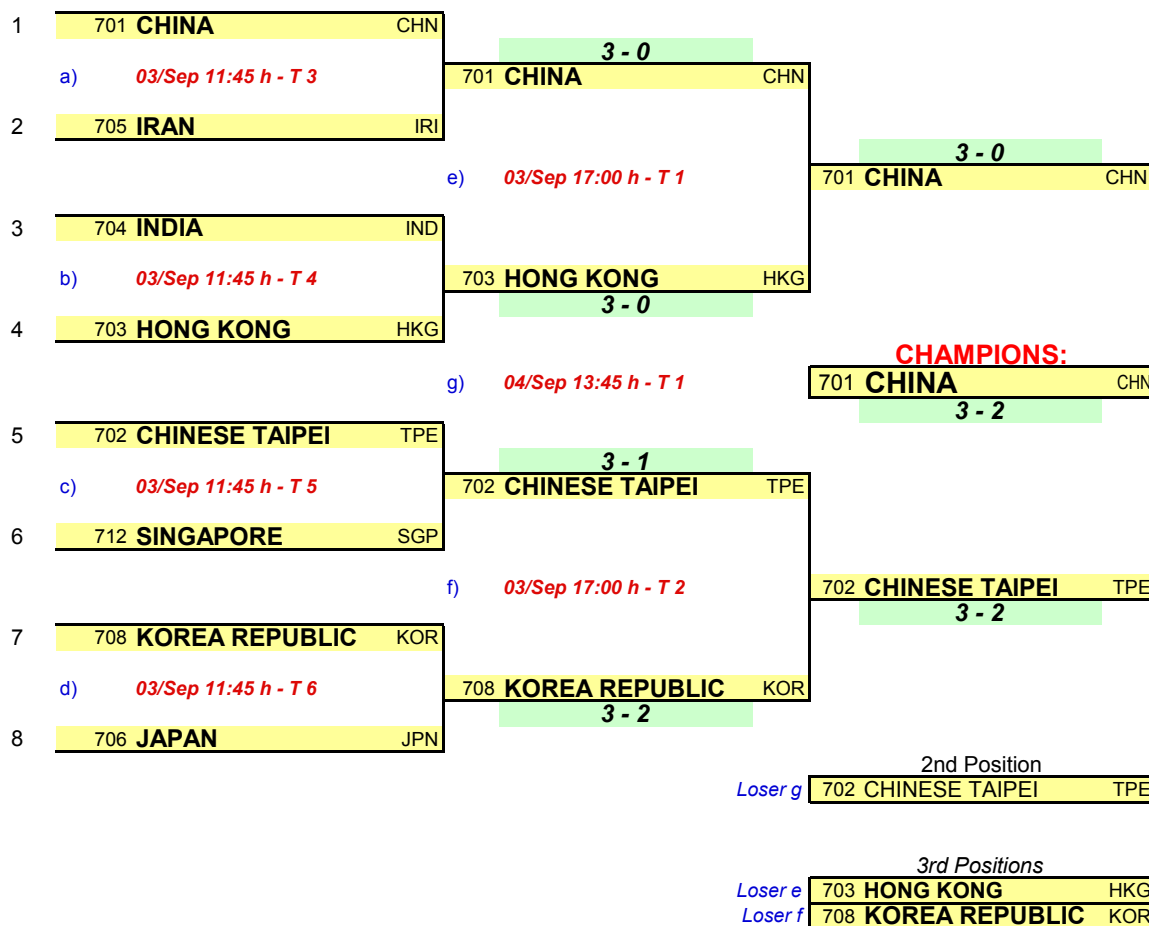 1 701 CHINA CHN
3 - 0
a) 03/Sep 11:45 h - T 3 701 CHINA CHN
2 705 IRAN IRI
3 - 0
e) 03/Sep 17:00 h - T 1 701 CHINA CHN
3 704 INDIA IND
b) 03/Sep 11:45 h - T 4 703 HONG KONG HKG
3 - 0
4 703 HONG KONG HKG
CHAMPIONS:
g) 04/Sep 13:45 h - T 1 701 CHINA CHN
3 - 2
5 702 CHINESE TAIPEI TPE
3 - 1
c) 03/Sep 11:45 h - T 5 702 CHINESE TAIPEI TPE
6 712 SINGAPORE SGP
f) 03/Sep 17:00 h - T 2 702 CHINESE TAIPEI TPE
3 - 2
7 708 KOREA REPUBLIC KOR
d) 03/Sep 11:45 h - T 6 708 KOREA REPUBLIC KOR
3 - 2
8 706 JAPAN JPN
2nd Position
Loser g 702 CHINESE TAIPEI TPE
3rd Positions
Loser e 703 HONG KONG HKG
Loser f 708 KOREA REPUBLIC KOR